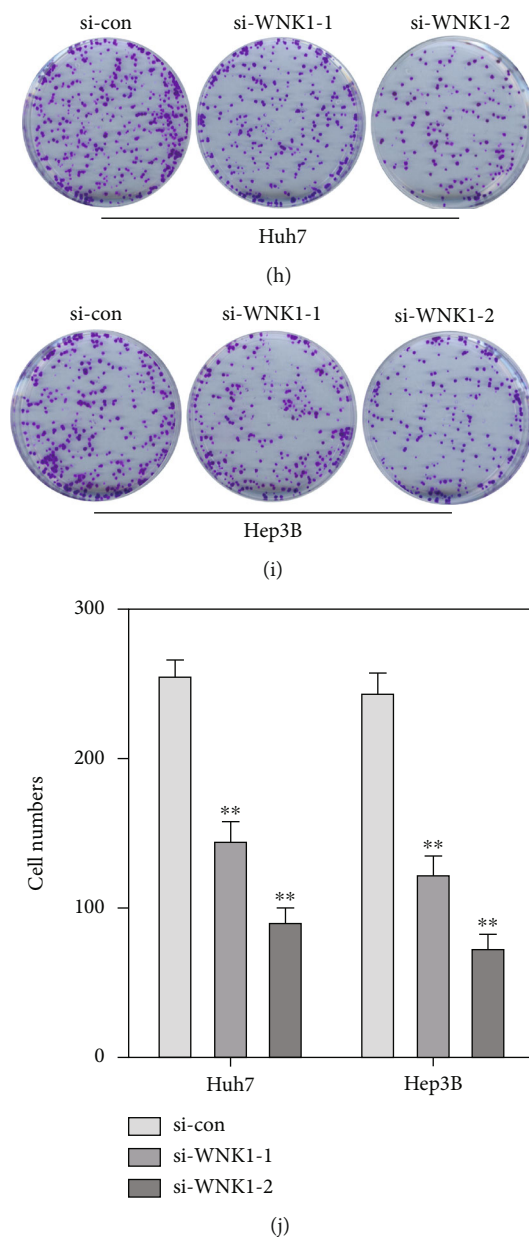 si-con si-WNK1-1 si-WNK1-2
Huh7
(h)
si-con si-WNK1-1 si-WNK1-2
Hep3B
(i)
300
200
100
0
Cell numbers
**
**
**
**
Huh7 Hep3B
si-con
si-WNK1-1
si-WNK1-2
(j)